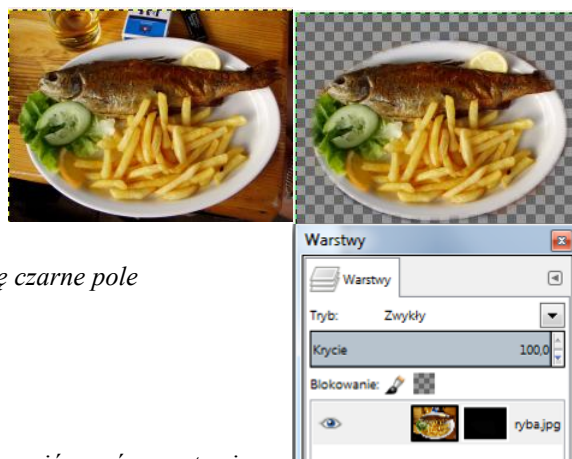 Warstwy
ę czarne pole
Warstwy
Tryb: Zwykły
Krycie 100,0
Blokowanie:
ryba.jpg